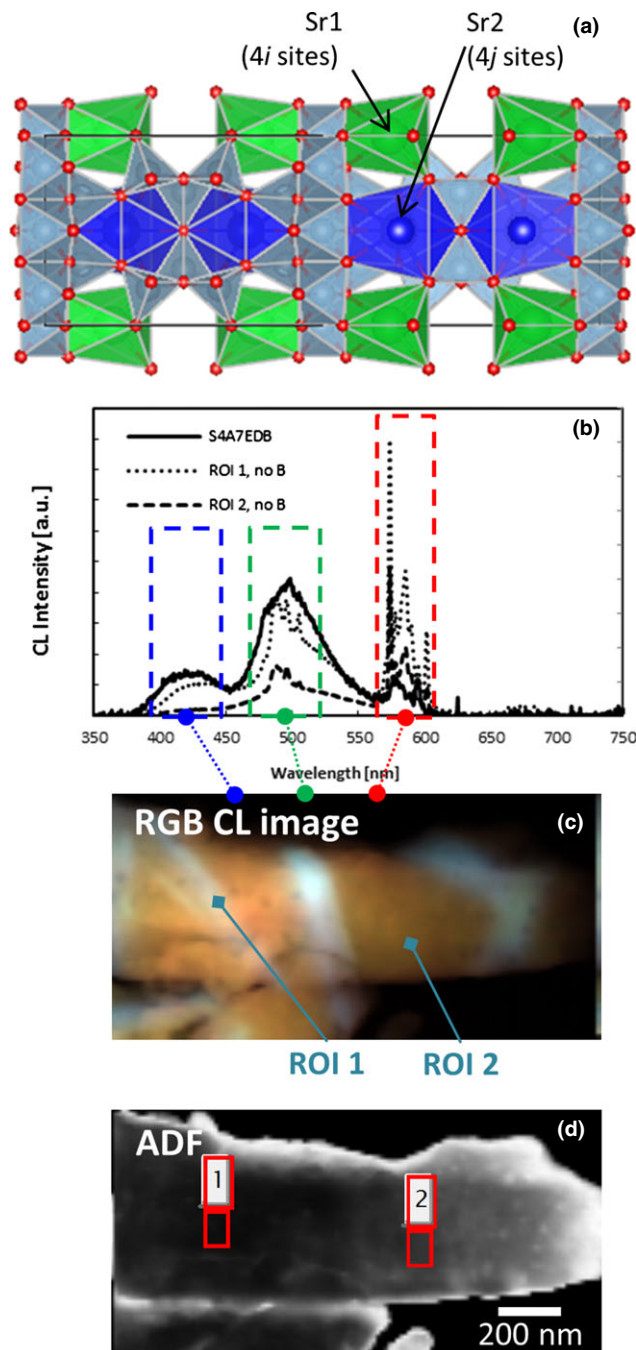 Sr1 Sr2 (a)
(4i sites) (4j sites)
(b)
S4A7EDB
ROI 1, no B
ROI 2, no B
CL Intensity [a.u.]
350 400 450 500 550 600 650 700 750
Wavelength [nm]
RGB CL image (c)
ROI 1 ROI 2
ADF (d)
1
2
200 nm